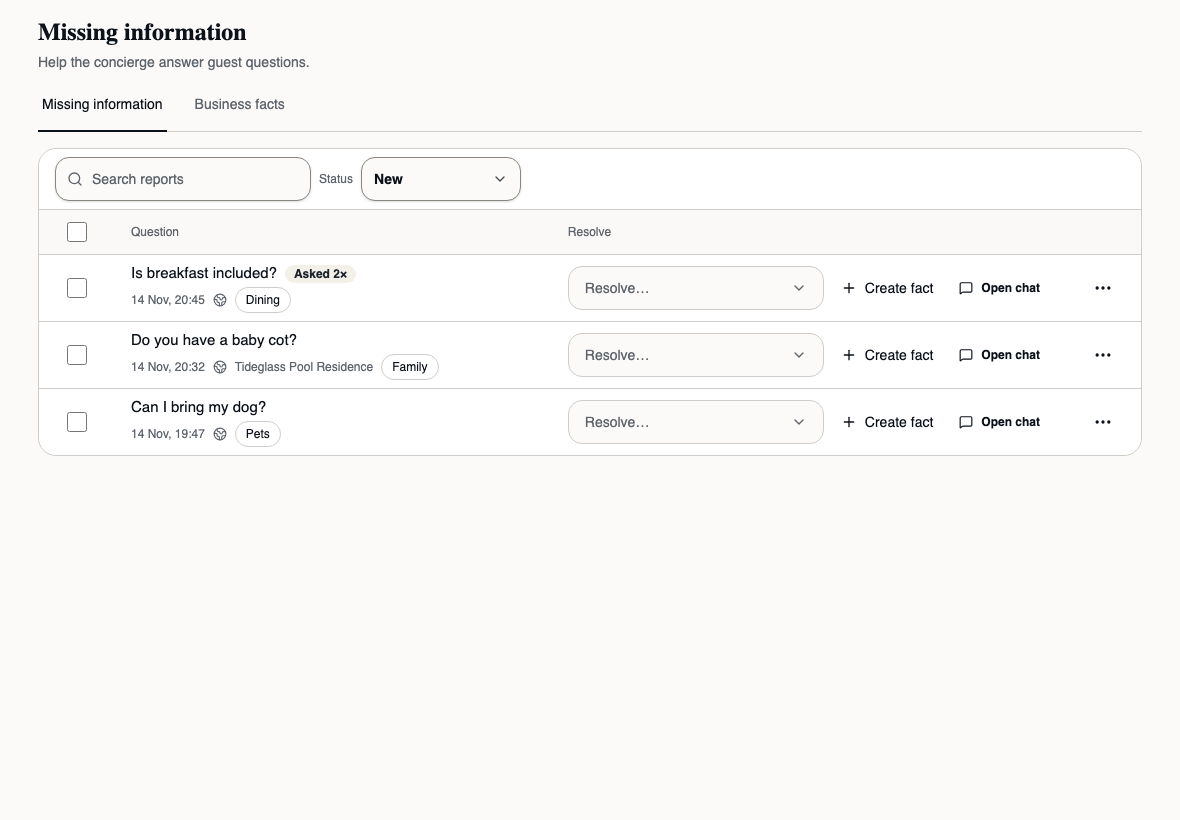 Missing information
Help the concierge answer guest questions.
Missing information Business facts
Search reports Status New
Question Resolve
Is breakfast included? Asked 2×
14 Nov, 20:45 Dining
Resolve… Create fact Open chat
Do you have a baby cot?
14 Nov, 20:32 Tideglass Pool Residence Family
Resolve… Create fact Open chat
Can I bring my dog?
14 Nov, 19:47 Pets
Resolve… Create fact Open chat